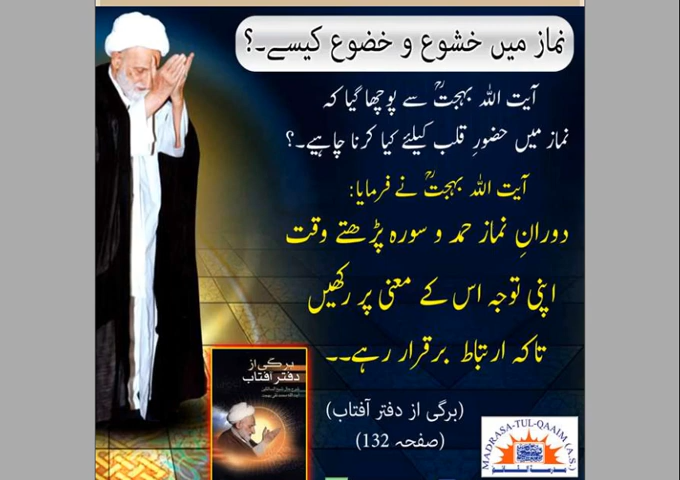 نماز میں خشوع و خضوع کیسے۔؟
آیت اللہ بہجتؒ سے پوچھا گیا کہ
نماز میں حضورِ قلب کیلئے کیا کرنا چاہیے۔؟
آیت اللہ بہجتؒ نے فرمایا:
دورانِ نماز حمد و سورہ پڑھتے وقت
اپنی توجہ اس کے معنی پر رکھیں
تاکہ ارتباط برقرار رہے۔۔
(برگی از دفتر آفتاب)
(صفحہ 132)
برگی از
دفتر آفتاب
MADRASA-TUL-QAAIM (A.S.)